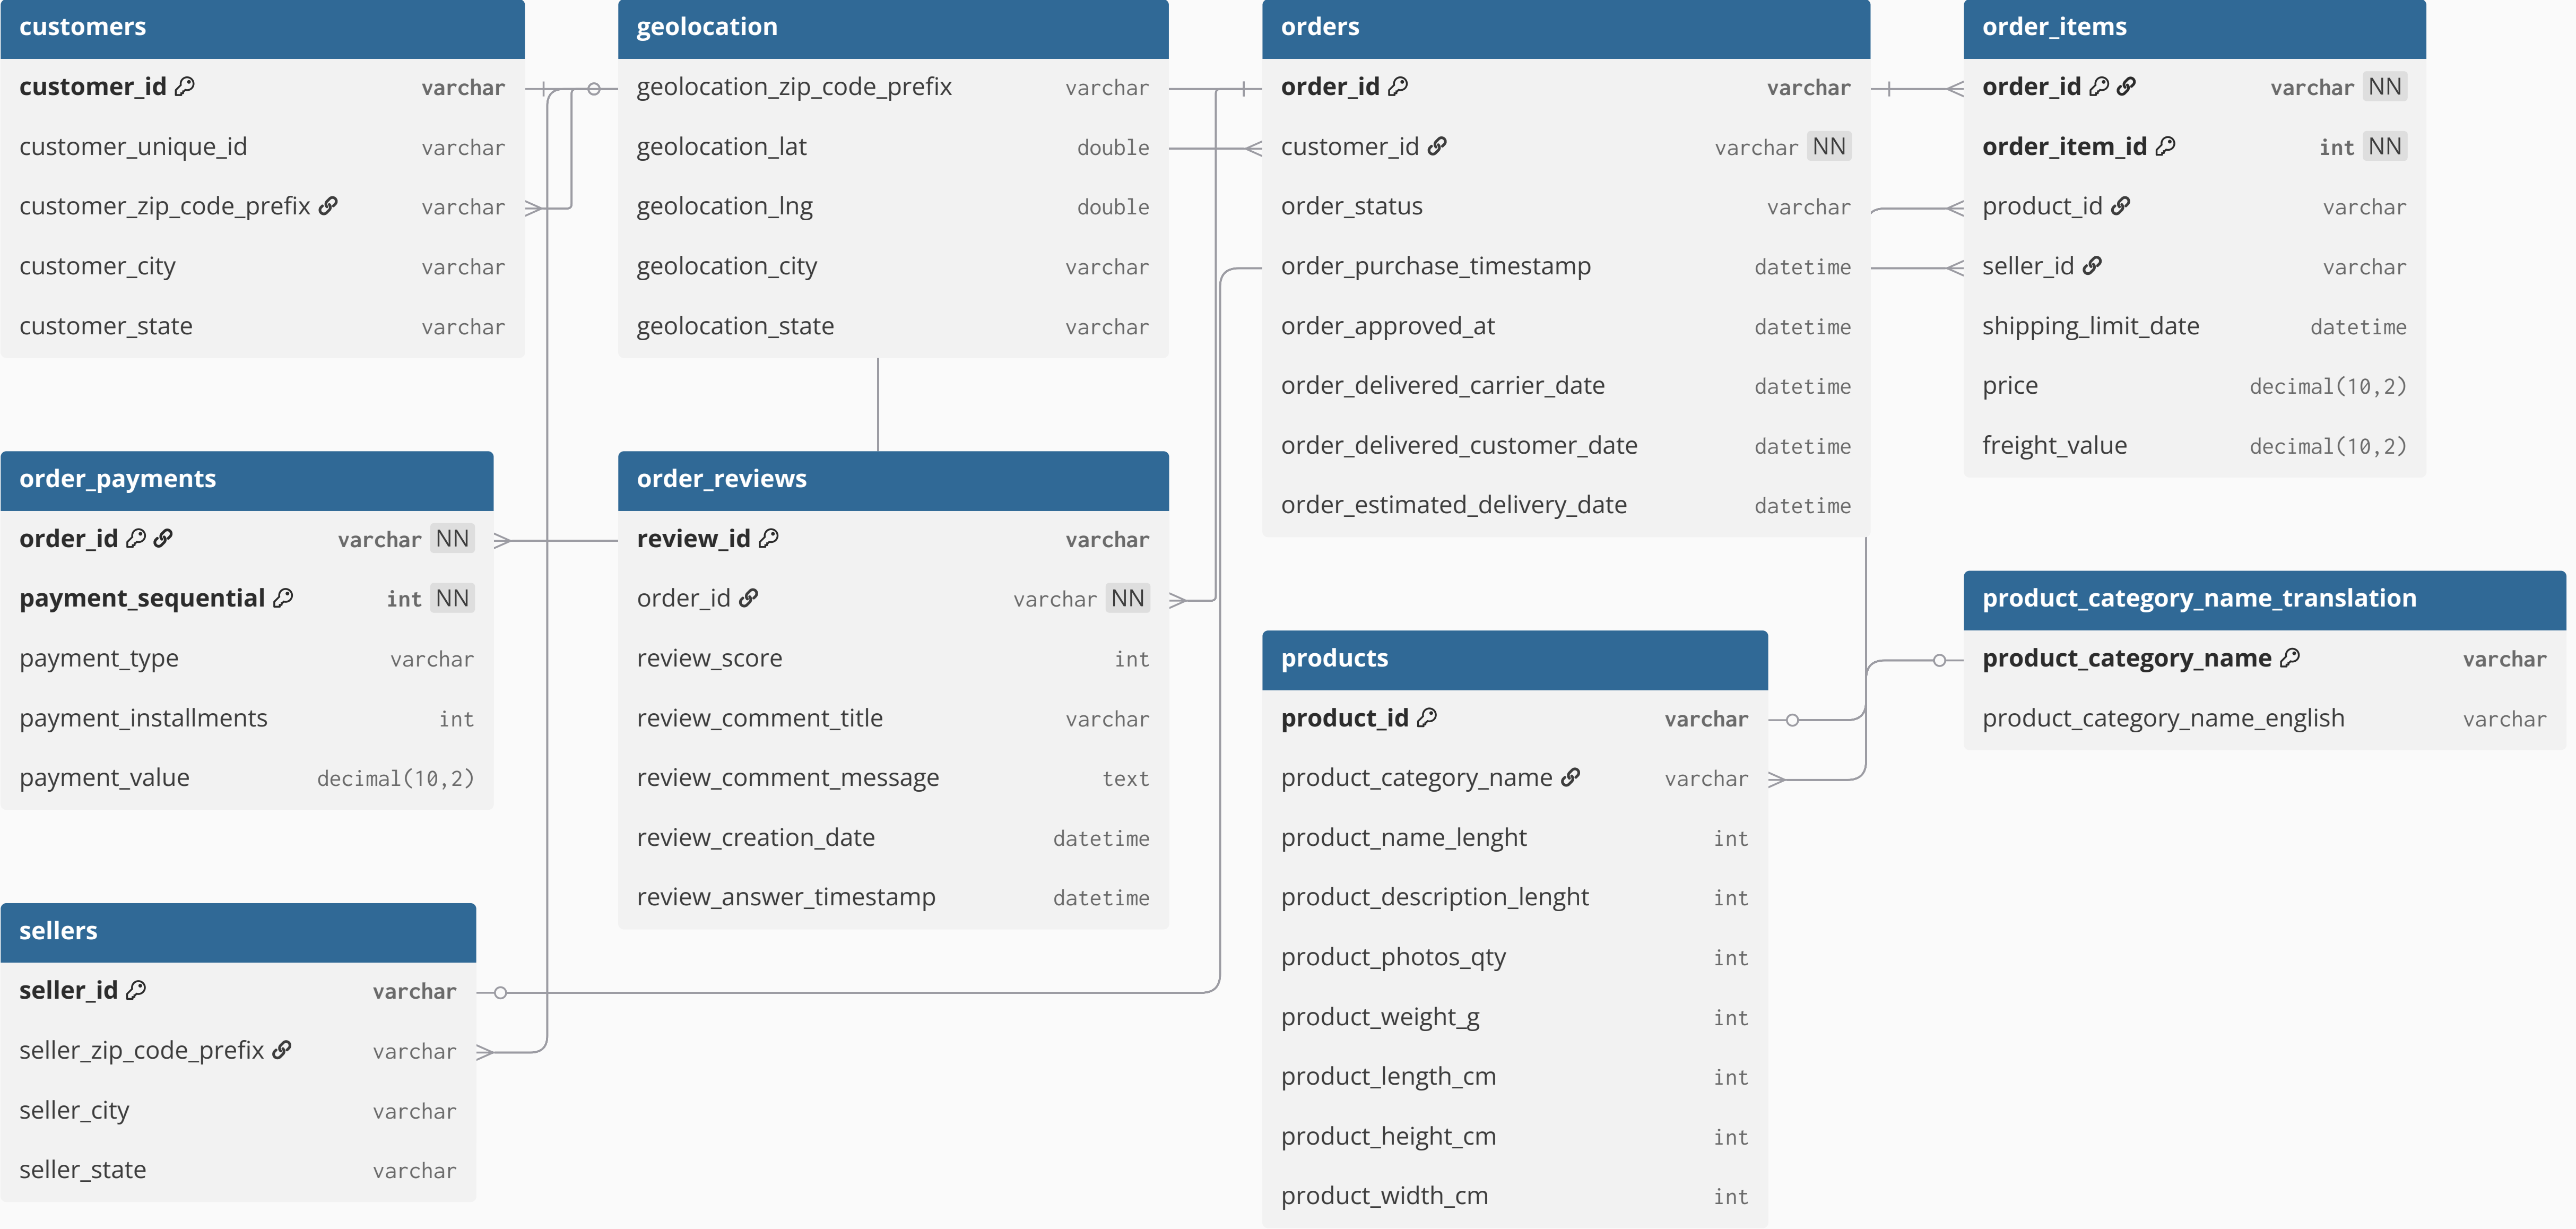 customers
customer_id varchar
customer_unique_id varchar
customer_zip_code_prefix varchar
customer_city varchar
customer_state varchar
geolocation
geolocation_zip_code_prefix varchar
geolocation_lat double
geolocation_lng double
geolocation_city varchar
geolocation_state varchar
orders
order_id varchar
customer_id varchar NN
order_status varchar
order_purchase_timestamp datetime
order_approved_at datetime
order_delivered_carrier_date datetime
order_delivered_customer_date datetime
order_estimated_delivery_date datetime
order_items
order_id varchar NN
order_item_id int NN
product_id varchar
seller_id varchar
shipping_limit_date datetime
price decimal(10,2)
freight_value decimal(10,2)
order_payments
order_id varchar NN
payment_sequential int NN
payment_type varchar
payment_installments int
payment_value decimal(10,2)
order_reviews
review_id varchar
order_id varchar NN
review_score int
review_comment_title varchar
review_comment_message text
review_creation_date datetime
review_answer_timestamp datetime
products
product_id varchar
product_category_name varchar
product_name_lenght int
product_description_lenght int
product_photos_qty int
product_weight_g int
product_length_cm int
product_height_cm int
product_width_cm int
product_category_name_translation
product_category_name varchar
product_category_name_english varchar
sellers
seller_id varchar
seller_zip_code_prefix varchar
seller_city varchar
seller_state varchar